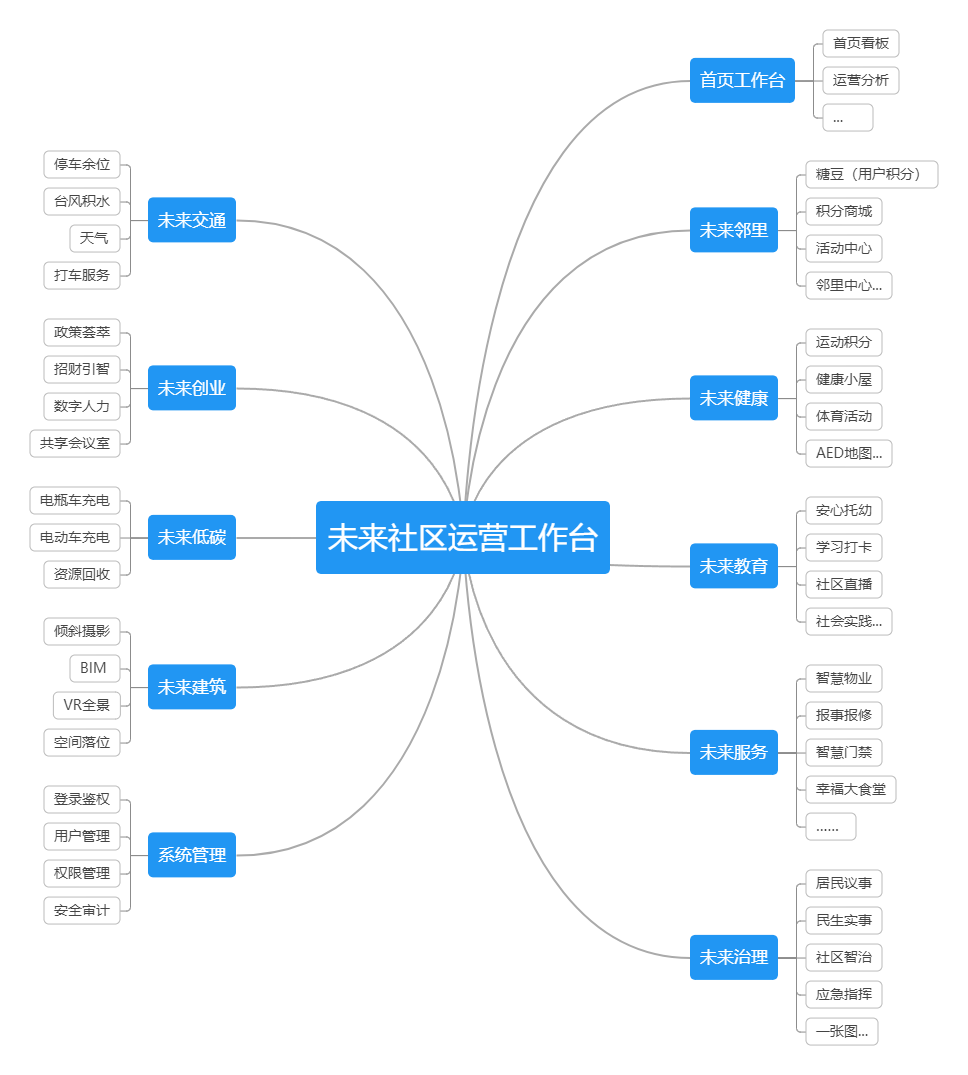 未来社区运营工作台
首页工作台
首页看板
运营分析
...
未来邻里
糖豆（用户积分）
积分商城
活动中心
邻里中心...
未来健康
运动积分
健康小屋
体育活动
AED地图...
未来教育
安心托幼
学习打卡
社区直播
社会实践...
未来服务
智慧物业
报事报修
智慧门禁
幸福大食堂
......
未来治理
居民议事
民生实事
社区智治
应急指挥
一张图...
未来交通
停车余位
台风积水
天气
打车服务
未来创业
政策荟萃
招财引智
数字人力
共享会议室
未来低碳
电瓶车充电
电动车充电
资源回收
未来建筑
倾斜摄影
BIM
VR全景
空间落位
系统管理
登录鉴权
用户管理
权限管理
安全审计